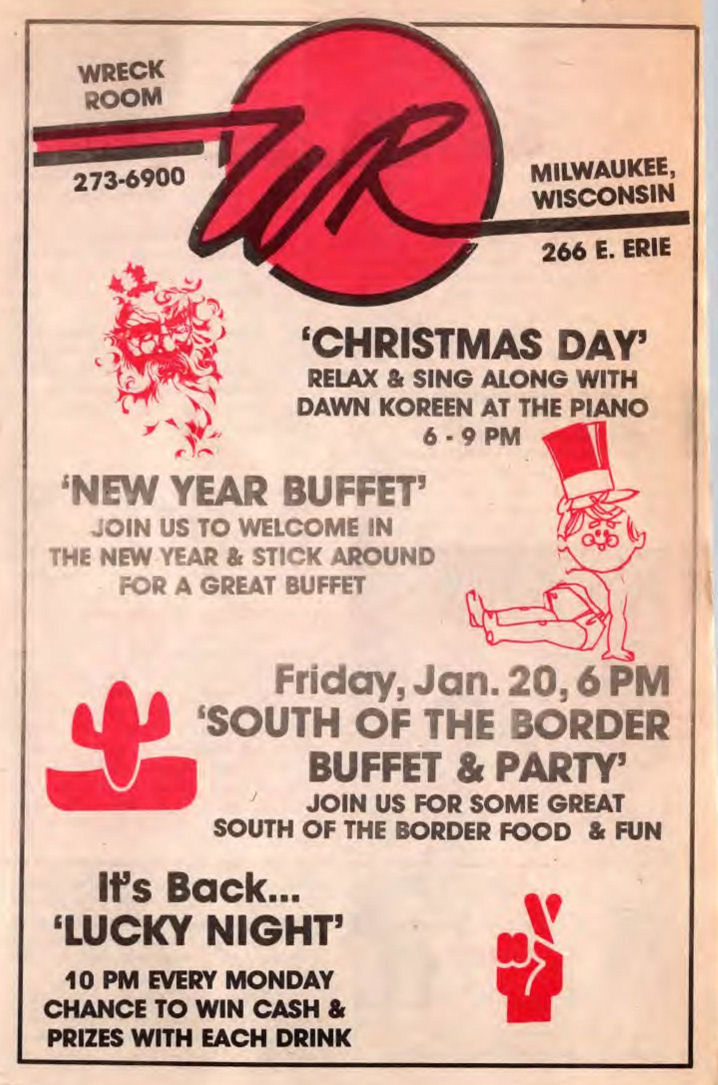 WRECK
ROOM
273-6900
WR
MILWAUKEE,
WISCONSIN
266 E. ERIE
'CHRISTMAS DAY'
RELAX & SING ALONG WITH
DAWN KOREEN AT THE PIANO
6 - 9 PM
'NEW YEAR BUFFET'
JOIN US TO WELCOME IN
THE NEW YEAR & STICK AROUND
FOR A GREAT BUFFET
Friday, Jan. 20, 6 PM
'SOUTH OF THE BORDER
BUFFET & PARTY'
JOIN US FOR SOME GREAT
SOUTH OF THE BORDER FOOD & FUN
It's Back...
'LUCKY NIGHT'
10 PM EVERY MONDAY
CHANCE TO WIN CASH &
PRIZES WITH EACH DRINK